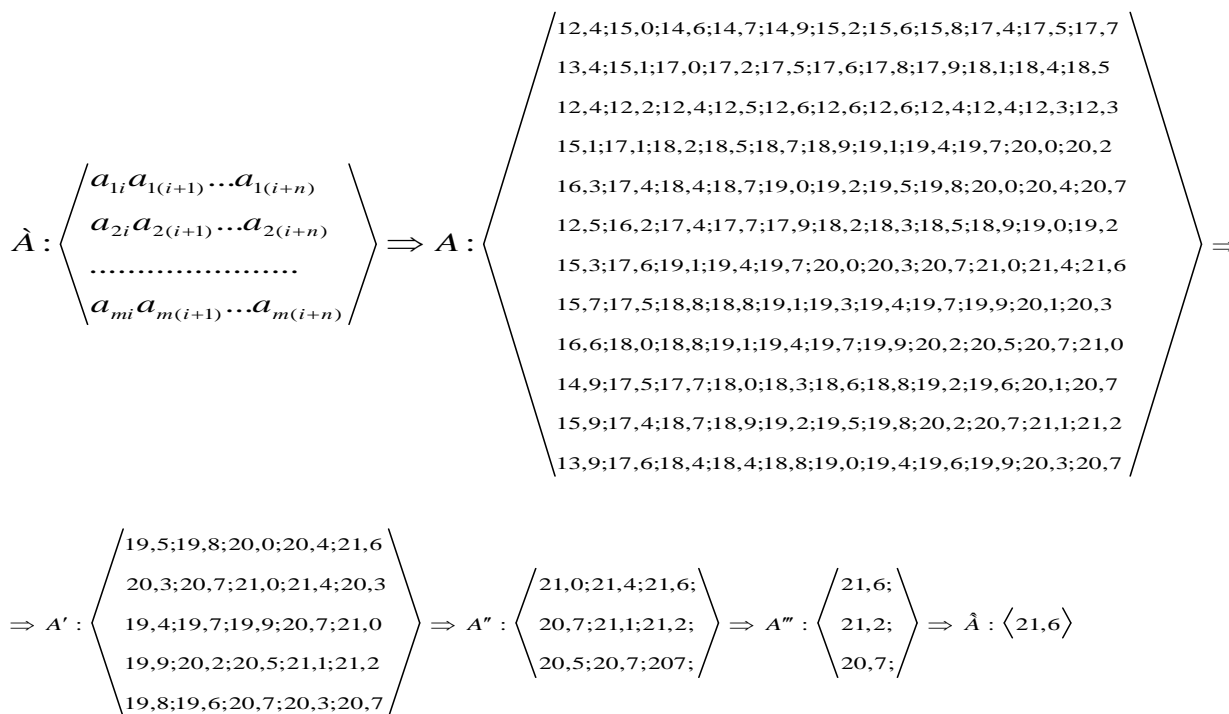 À : ⟨ a_{1i}a_{1(i+1)}...a_{1(i+n)}
a_{2i}a_{2(i+1)}...a_{2(i+n)}
......................
a_{mi}a_{m(i+1)}...a_{m(i+n)} ⟩ ⇒ A : ⟨
12,4;15,0;14,6;14,7;14,9;15,2;15,6;15,8;17,4;17,5;17,7
13,4;15,1;17,0;17,2;17,5;17,6;17,8;17,9;18,1;18,4;18,5
12,4;12,2;12,4;12,5;12,6;12,6;12,6;12,4;12,4;12,3;12,3
15,1;17,1;18,2;18,5;18,7;18,9;19,1;19,4;19,7;20,0;20,2
16,3;17,4;18,4;18,7;19,0;19,2;19,5;19,8;20,0;20,4;20,7
12,5;16,2;17,4;17,7;17,9;18,2;18,3;18,5;18,9;19,0;19,2
15,3;17,6;19,1;19,4;19,7;20,0;20,3;20,7;21,0;21,4;21,6
15,7;17,5;18,8;18,8;19,1;19,3;19,4;19,7;19,9;20,1;20,3
16,6;18,0;18,8;19,1;19,4;19,7;19,9;20,2;20,5;20,7;21,0
14,9;17,5;17,7;18,0;18,3;18,6;18,8;19,2;19,6;20,1;20,7
15,9;17,4;18,7;18,9;19,2;19,5;19,8;20,2;20,7;21,1;21,2
13,9;17,6;18,4;18,4;18,8;19,0;19,4;19,6;19,9;20,3;20,7 ⟩ ⇒
⇒ A′ : ⟨ 19,5;19,8;20,0;20,4;21,6
20,3;20,7;21,0;21,4;20,3
19,4;19,7;19,9;20,7;21,0
19,9;20,2;20,5;21,1;21,2
19,8;19,6;20,7;20,3;20,7 ⟩
⇒ A″ : ⟨ 21,0;21,4;21,6;
20,7;21,1;21,2;
20,5;20,7;207; ⟩
⇒ A‴ : ⟨ 21,6;
21,2;
20,7; ⟩
⇒ Â : ⟨21,6⟩